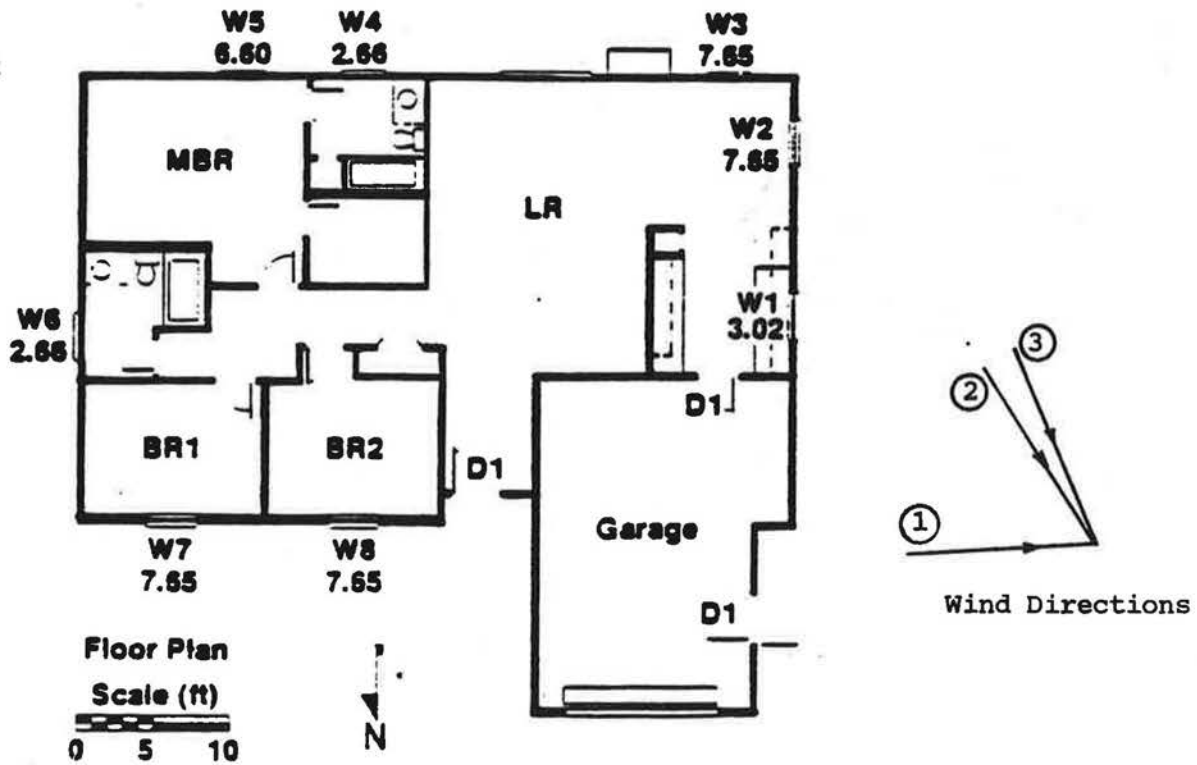 W5 W4 W3
6.60 2.66 7.65
W2
7.65
MBR
LR
W1
3.02
W6
2.66
③
②
①
D1
BR1
BR2
D1
Garage
W7 W8
7.65 7.65
Wind Directions
D1
Floor Plan
Scale (ft)
0 5 10
N